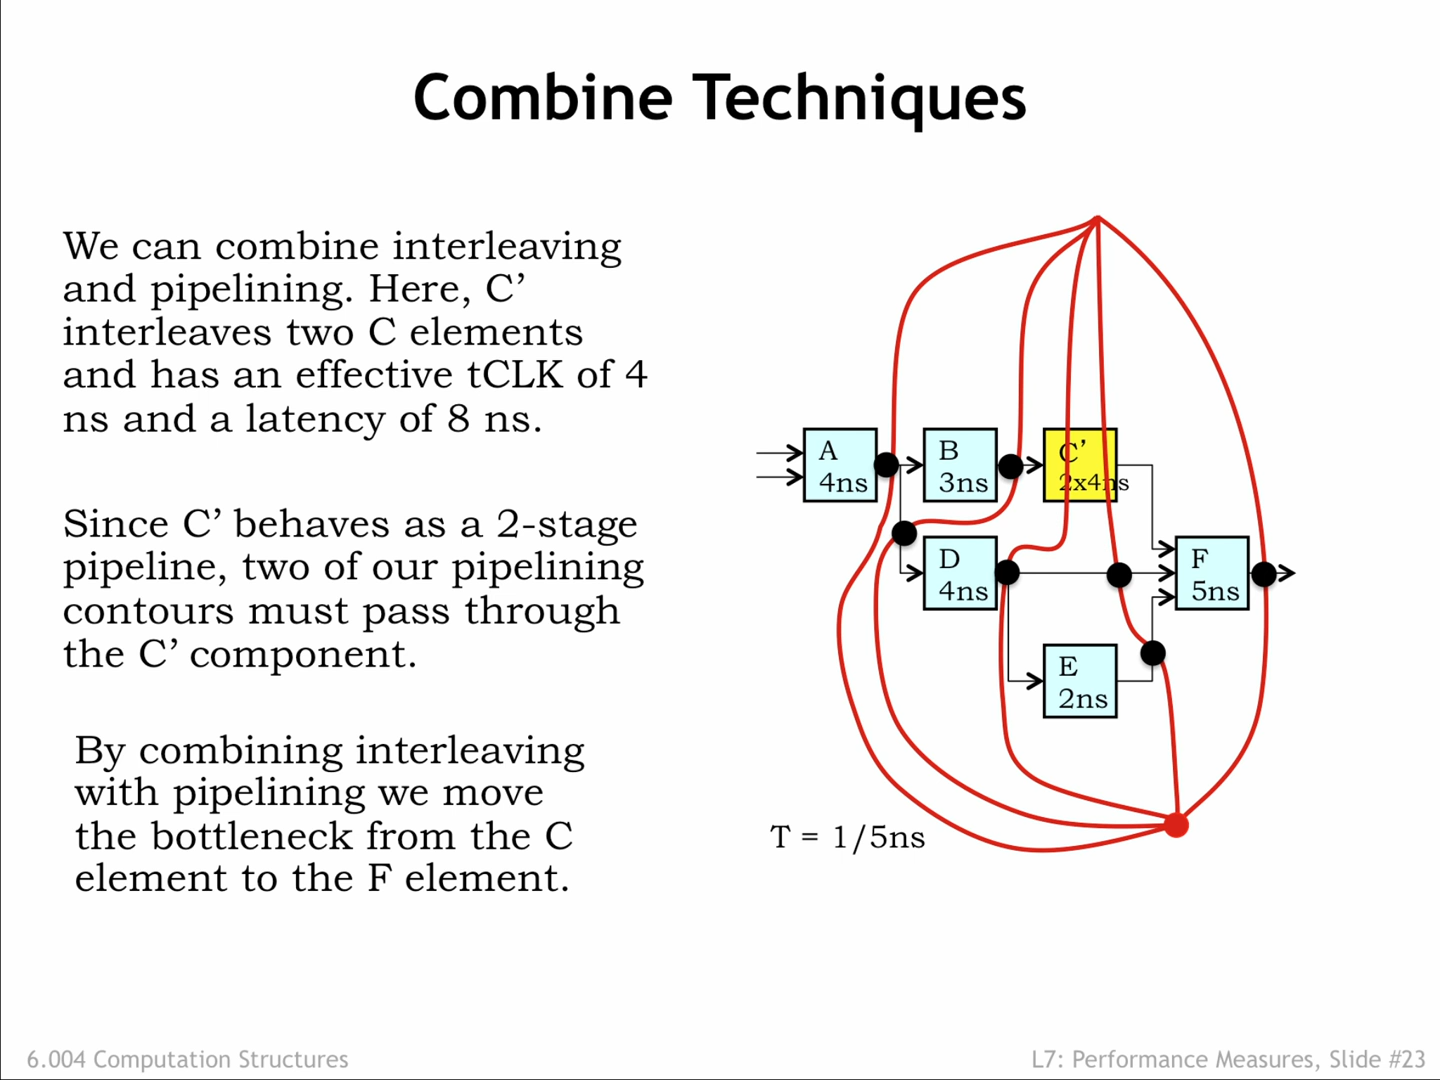 Combine Techniques
We can combine interleaving
and pipelining. Here, C’
interleaves two C elements
and has an effective tCLK of 4
ns and a latency of 8 ns.
Since C’ behaves as a 2-stage
pipeline, two of our pipelining
contours must pass through
the C’ component.
By combining interleaving
with pipelining we move
the bottleneck from the C
element to the F element.
A
4ns
B
3ns
C’
2x4ns
D
4ns
F
5ns
E
2ns
T = 1/5ns
6.004 Computation Structures
L7: Performance Measures, Slide #23